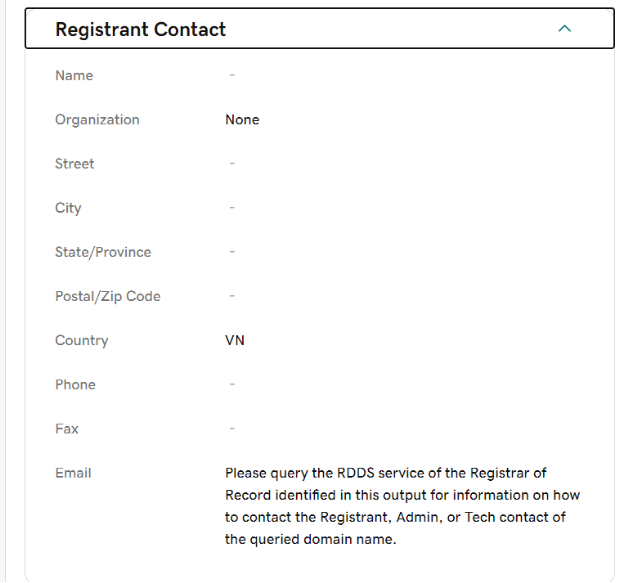 Registrant Contact
Name -
Organization None
Street -
City -
State/Province -
Postal/Zip Code -
Country VN
Phone -
Fax -
Email Please query the RDDS service of the Registrar of
Record identified in this output for information on how
to contact the Registrant, Admin, or Tech contact of
the queried domain name.